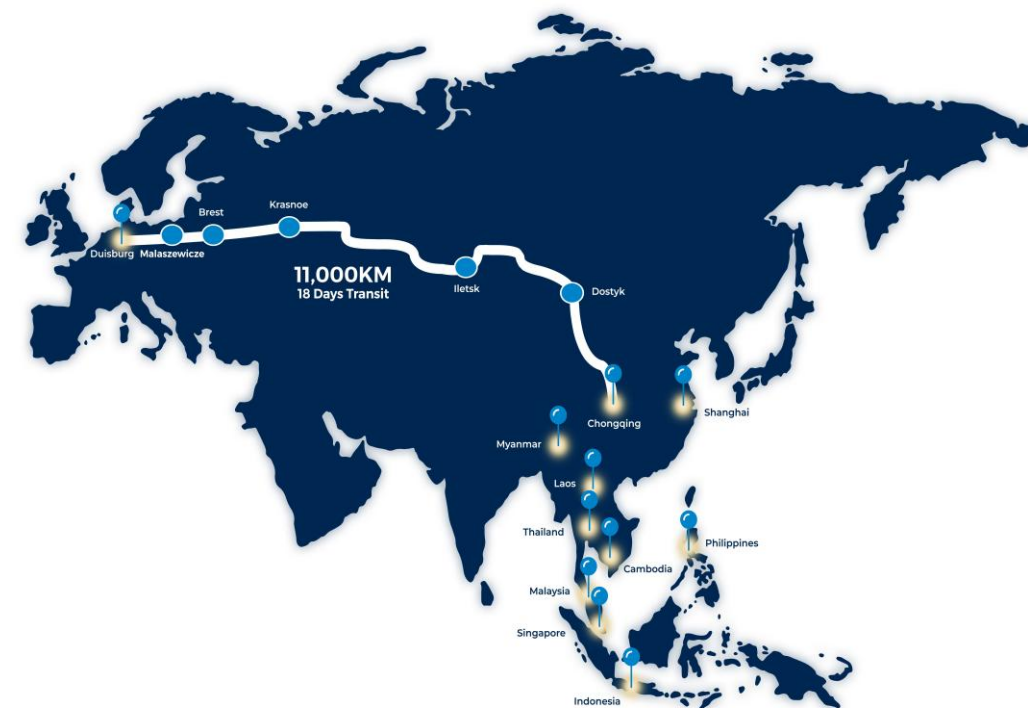 Krasnoe
Brest
Duisburg
Malaszewicze
11,000KM
18 Days Transit
Iletsk
Dostyk
Chongqing
Shanghai
Myanmar
Laos
Thailand
Philippines
Cambodia
Malaysia
Singapore
Indonesia